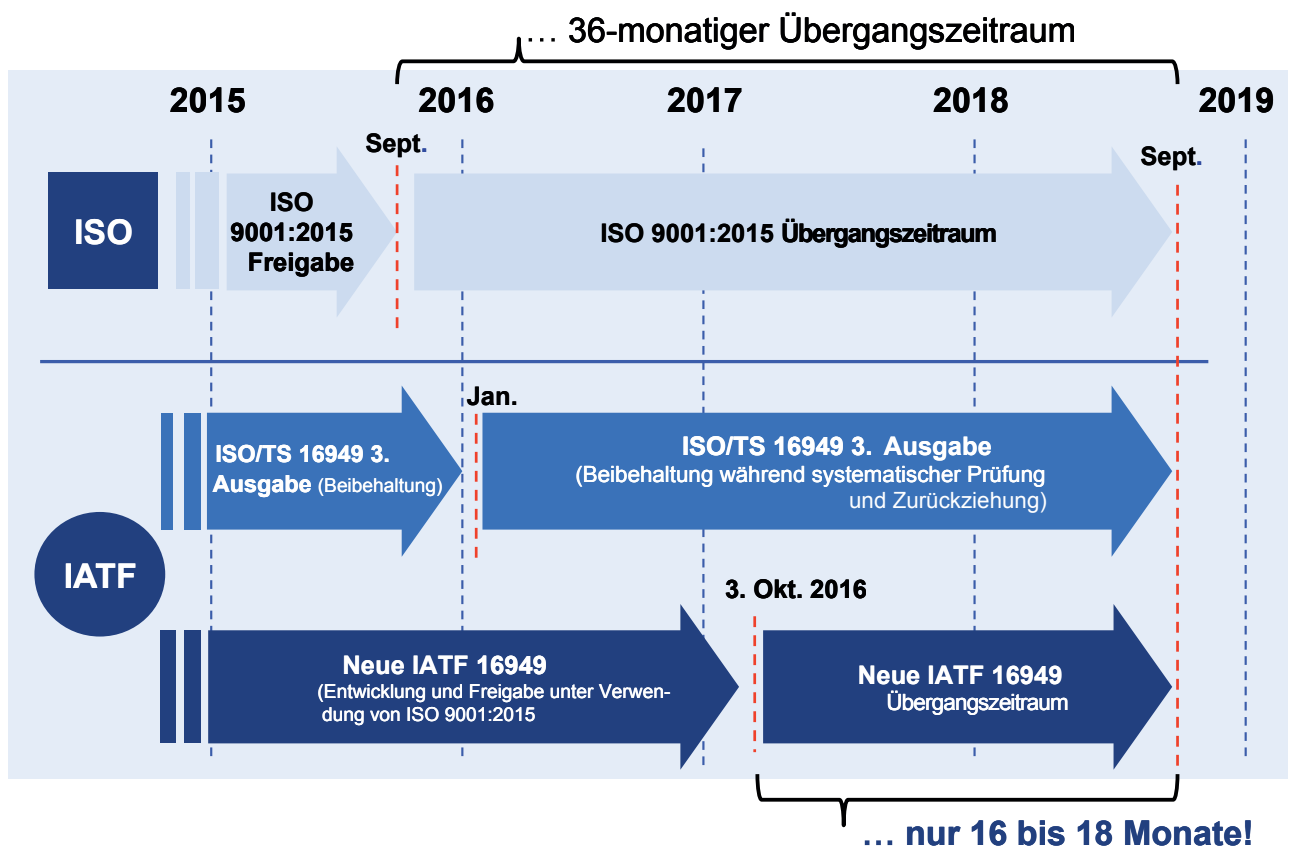 … 36-monatiger Übergangszeitraum
2015 2016 2017 2018 2019
Sept.
Sept.
ISO
ISO
9001:2015
Freigabe
ISO 9001:2015 Übergangszeitraum
Jan.
ISO/TS 16949 3.
Ausgabe (Beibehaltung)
ISO/TS 16949 3. Ausgabe
(Beibehaltung während systematischer Prüfung
und Zurückziehung)
IATF
3. Okt. 2016
Neue IATF 16949
(Entwicklung und Freigabe unter Verwen-
dung von ISO 9001:2015
Neue IATF 16949
Übergangszeitraum
… nur 16 bis 18 Monate!